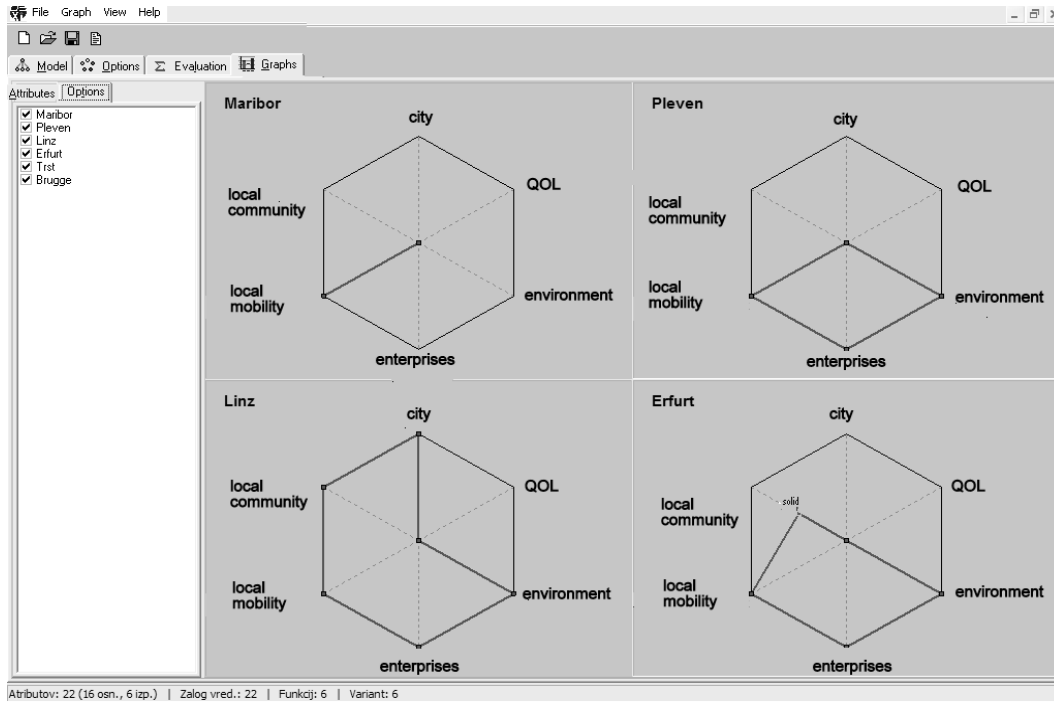 File Graph View Help
Model Options Σ Evaluation Graphs
Attributes Options
Maribor
Pleven
Linz
Erfurt
Trst
Brugge
Maribor
city
QOL
local
community
local
mobility
environment
enterprises
Pleven
city
QOL
local
community
local
mobility
environment
enterprises
Linz
city
QOL
local
community
local
mobility
environment
enterprises
Erfurt
city
QOL
solid
local
community
local
mobility
environment
enterprises
Atributov: 22 (16 osn., 6 izp.) | Zalog vred.: 22 | Funkcij: 6 | Variant: 6